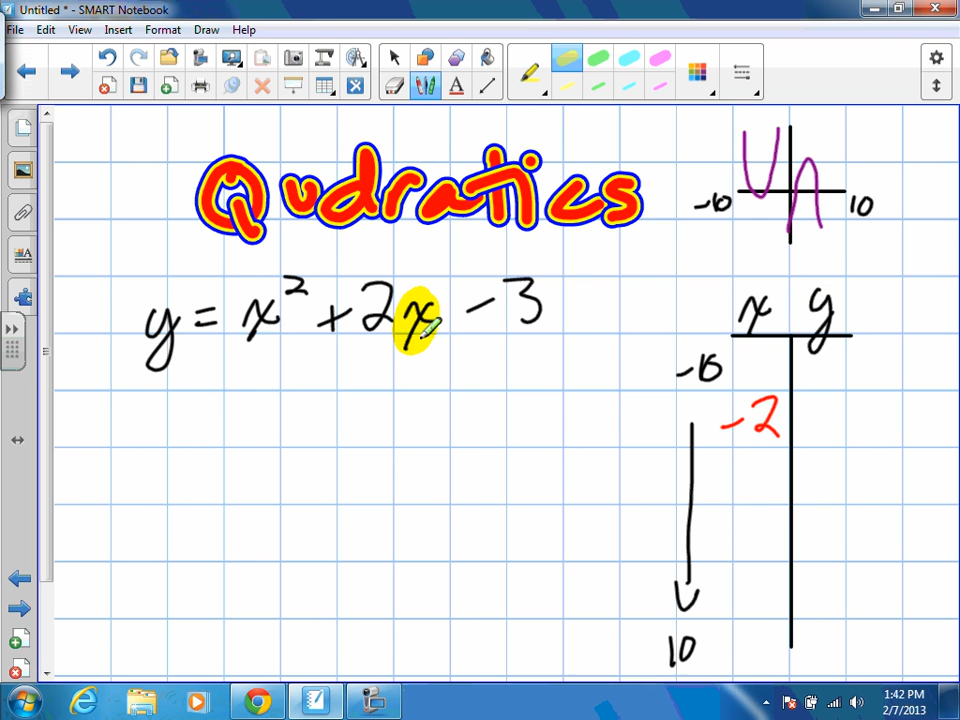 Untitled * - SMART Notebook
File Edit View Insert Format Draw Help
Qudratics
-10 10
y = x² + 2x - 3
x y
-10
-2
10
1:42 PM
2/7/2013